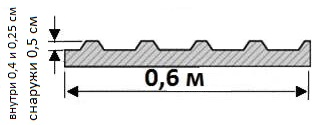 внутри 0,4 и 0,25 см
снаружи 0,5 см
0,6 м